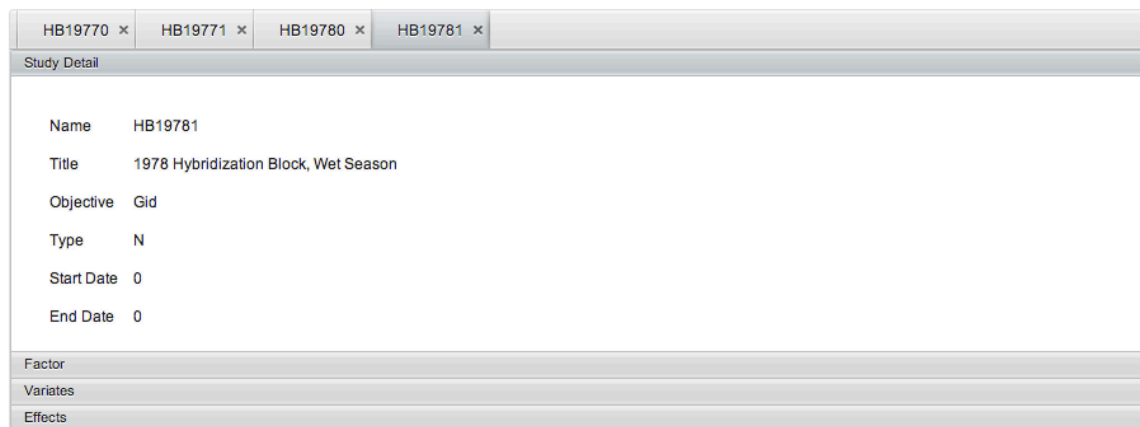 HB19770 × HB19771 × HB19780 × HB19781 ×
Study Detail
Name HB19781
Title 1978 Hybridization Block, Wet Season
Objective Gid
Type N
Start Date 0
End Date 0
Factor
Variates
Effects